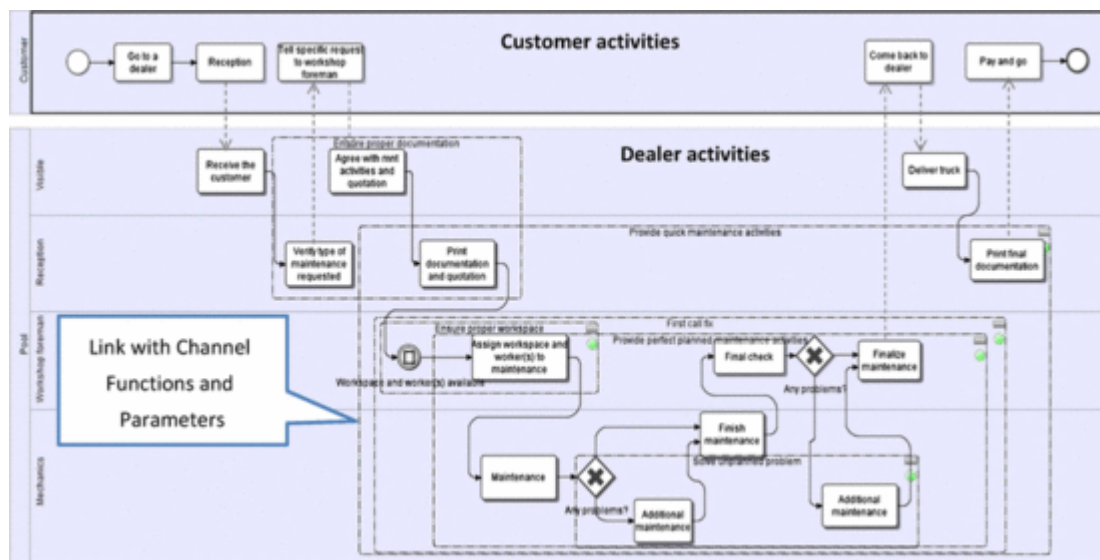 Customer activities
Customer
Go to a
dealer
Reception
Tell specific request
to workshop
foreman
Come back to
dealer
Pay and go
Dealer activities
Pool
Visible
Receive the
customer
Ensure proper documentation
Agree with mnt
activities and
quotation
Deliver truck
Reception
Verify type of
maintenance
requested
Print
documentation
and quotation
Provide quick maintenance activities
Print final
documentation
Workshop foreman
Link with Channel
Functions and
Parameters
First call fix
Ensure proper workspace
Provide perfect planned maintenance activities
Workspace and worker(s) available
Assign workspace and
worker(s) to
maintenance
Final check
Any problems?
Finalize
maintenance
Mechanics
Maintenance
Any problems?
Finish
maintenance
Solve unplanned problem
Additional
maintenance
Additional
maintenance